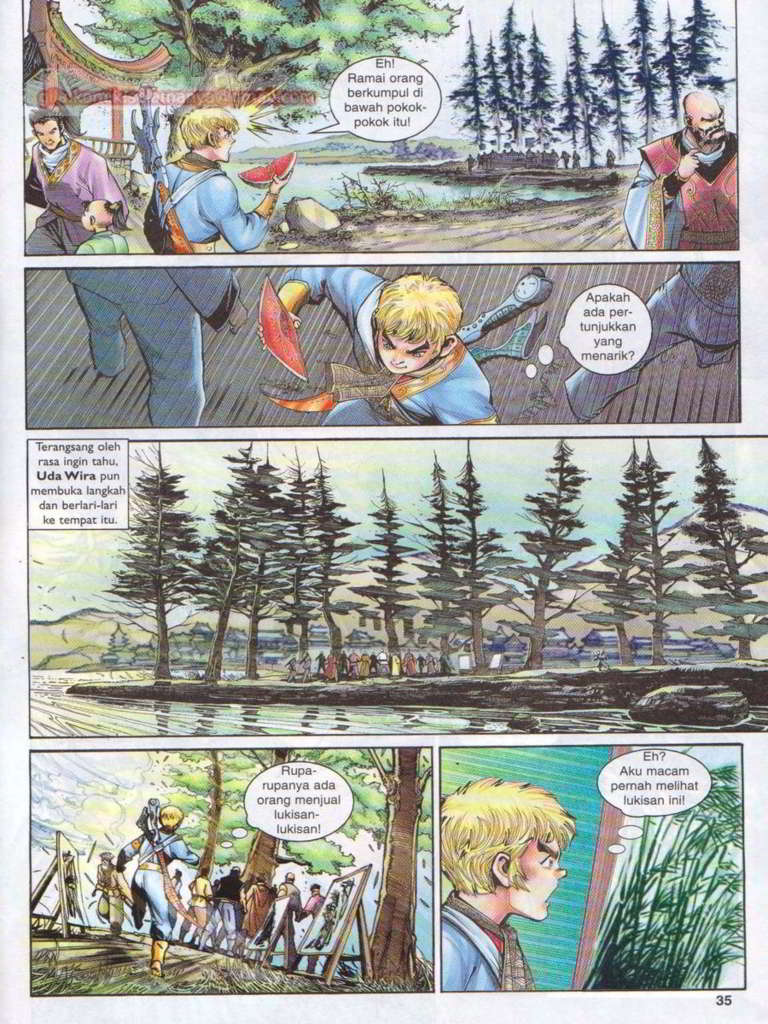 Eh!
Ramai orang
berkumpul di
bawah pokok-
pokok itu!
Apakah
ada per-
tunjukkan
yang
menarik?
Terangsang oleh
rasa ingin tahu,
Uda Wira pun
membuka langkah
dan berlari-lari
ke tempat itu.
Rupa-
rupanya ada
orang menjual
lukisan-
lukisan!
Eh?
Aku macam
pernah melihat
lukisan ini!
35